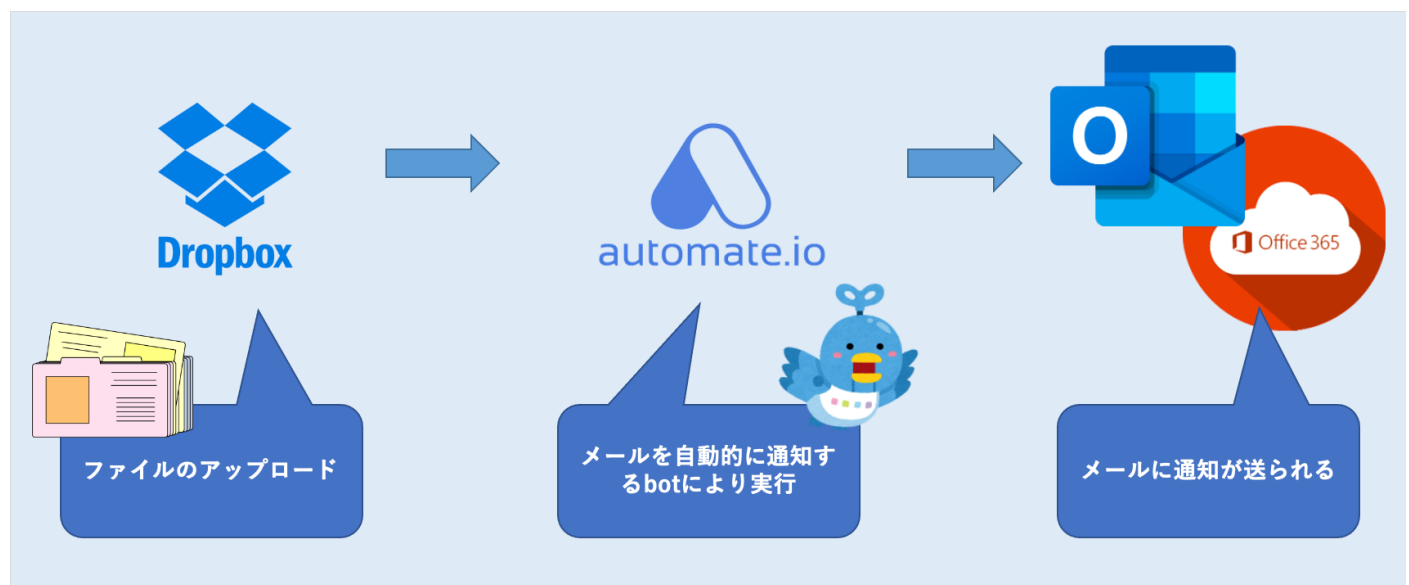 Dropbox
automate.io
O
Office 365
ファイルのアップロード
メールを自動的に通知す
るbotにより実行
メールに通知が送られる